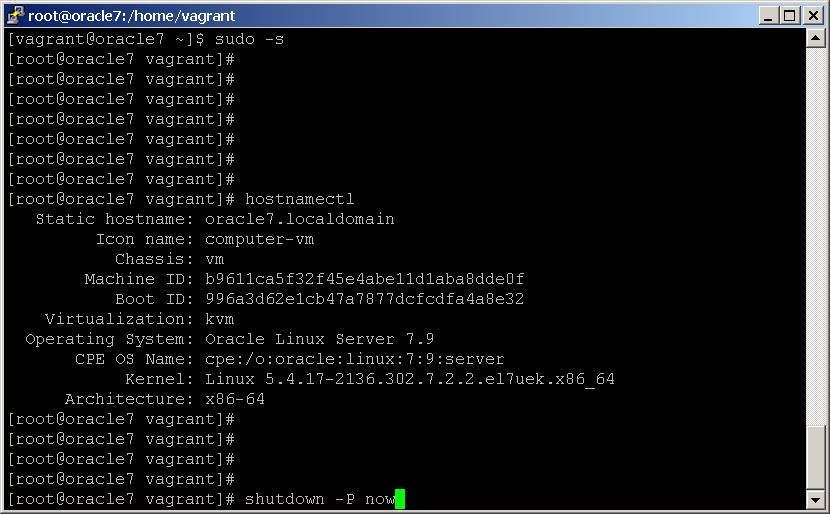 root@oracle7:/home/vagrant
[vagrant@oracle7 ~]$ sudo -s
[root@oracle7 vagrant]#
[root@oracle7 vagrant]#
[root@oracle7 vagrant]#
[root@oracle7 vagrant]#
[root@oracle7 vagrant]#
[root@oracle7 vagrant]#
[root@oracle7 vagrant]#
[root@oracle7 vagrant]# hostnamectl
Static hostname: oracle7.localdomain
Icon name: computer-vm
Chassis: vm
Machine ID: b9611ca5f32f45e4abe11d1aba8dde0f
Boot ID: 996a3d62e1cb47a7877dcfcdfa4a8e32
Virtualization: kvm
Operating System: Oracle Linux Server 7.9
CPE OS Name: cpe:/o:oracle:linux:7:9:server
Kernel: Linux 5.4.17-2136.302.7.2.2.el7uek.x86_64
Architecture: x86-64
[root@oracle7 vagrant]#
[root@oracle7 vagrant]#
[root@oracle7 vagrant]#
[root@oracle7 vagrant]#
[root@oracle7 vagrant]# shutdown -P now